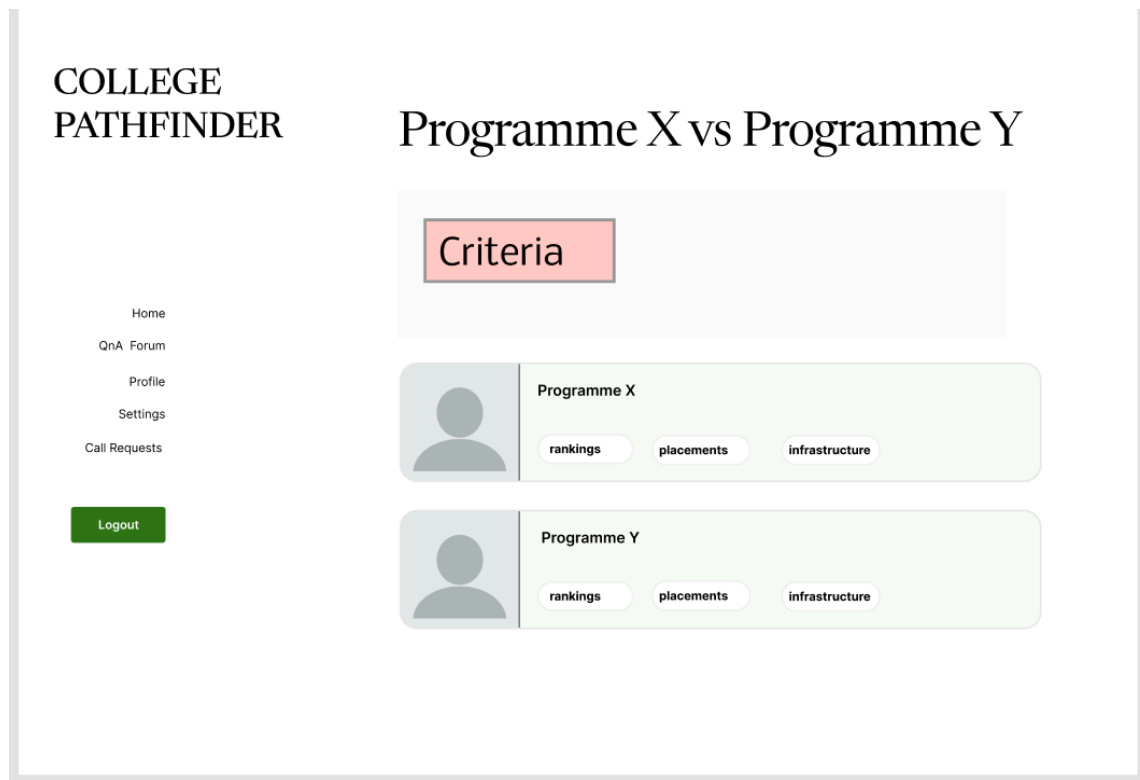 COLLEGE
PATHFINDER
Programme X vs Programme Y
Criteria
Home
QnA Forum
Profile
Settings
Call Requests
Logout
Programme X
rankings placements infrastructure
Programme Y
rankings placements infrastructure